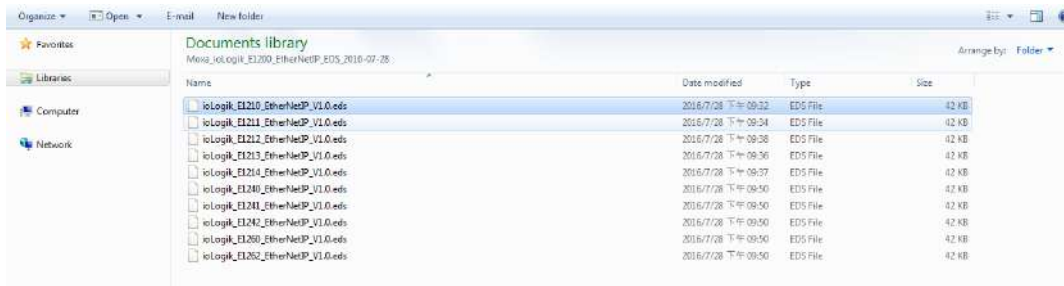 Organize Open E-mail New folder
Favorites
Libraries
Computer
Network
Documents library
Moxa_ioLogik_E1200_EtherNetIP_EDS_2016-07-28
Arrange by: Folder
Name Date modified Type Size
ioLogik_E1210_EtherNetIP_V1.0.eds 2016/7/28 下午 09:32 EDS File 42 KB
ioLogik_E1211_EtherNetIP_V1.0.eds 2016/7/28 下午 09:34 EDS File 42 KB
ioLogik_E1212_EtherNetIP_V1.0.eds 2016/7/28 下午 09:38 EDS File 42 KB
ioLogik_E1213_EtherNetIP_V1.0.eds 2016/7/28 下午 09:36 EDS File 42 KB
ioLogik_E1214_EtherNetIP_V1.0.eds 2016/7/28 下午 09:37 EDS File 42 KB
ioLogik_E1240_EtherNetIP_V1.0.eds 2016/7/28 下午 09:50 EDS File 42 KB
ioLogik_E1241_EtherNetIP_V1.0.eds 2016/7/28 下午 09:50 EDS File 42 KB
ioLogik_E1242_EtherNetIP_V1.0.eds 2016/7/28 下午 09:50 EDS File 42 KB
ioLogik_E1260_EtherNetIP_V1.0.eds 2016/7/28 下午 09:50 EDS File 42 KB
ioLogik_E1262_EtherNetIP_V1.0.eds 2016/7/28 下午 09:50 EDS File 42 KB